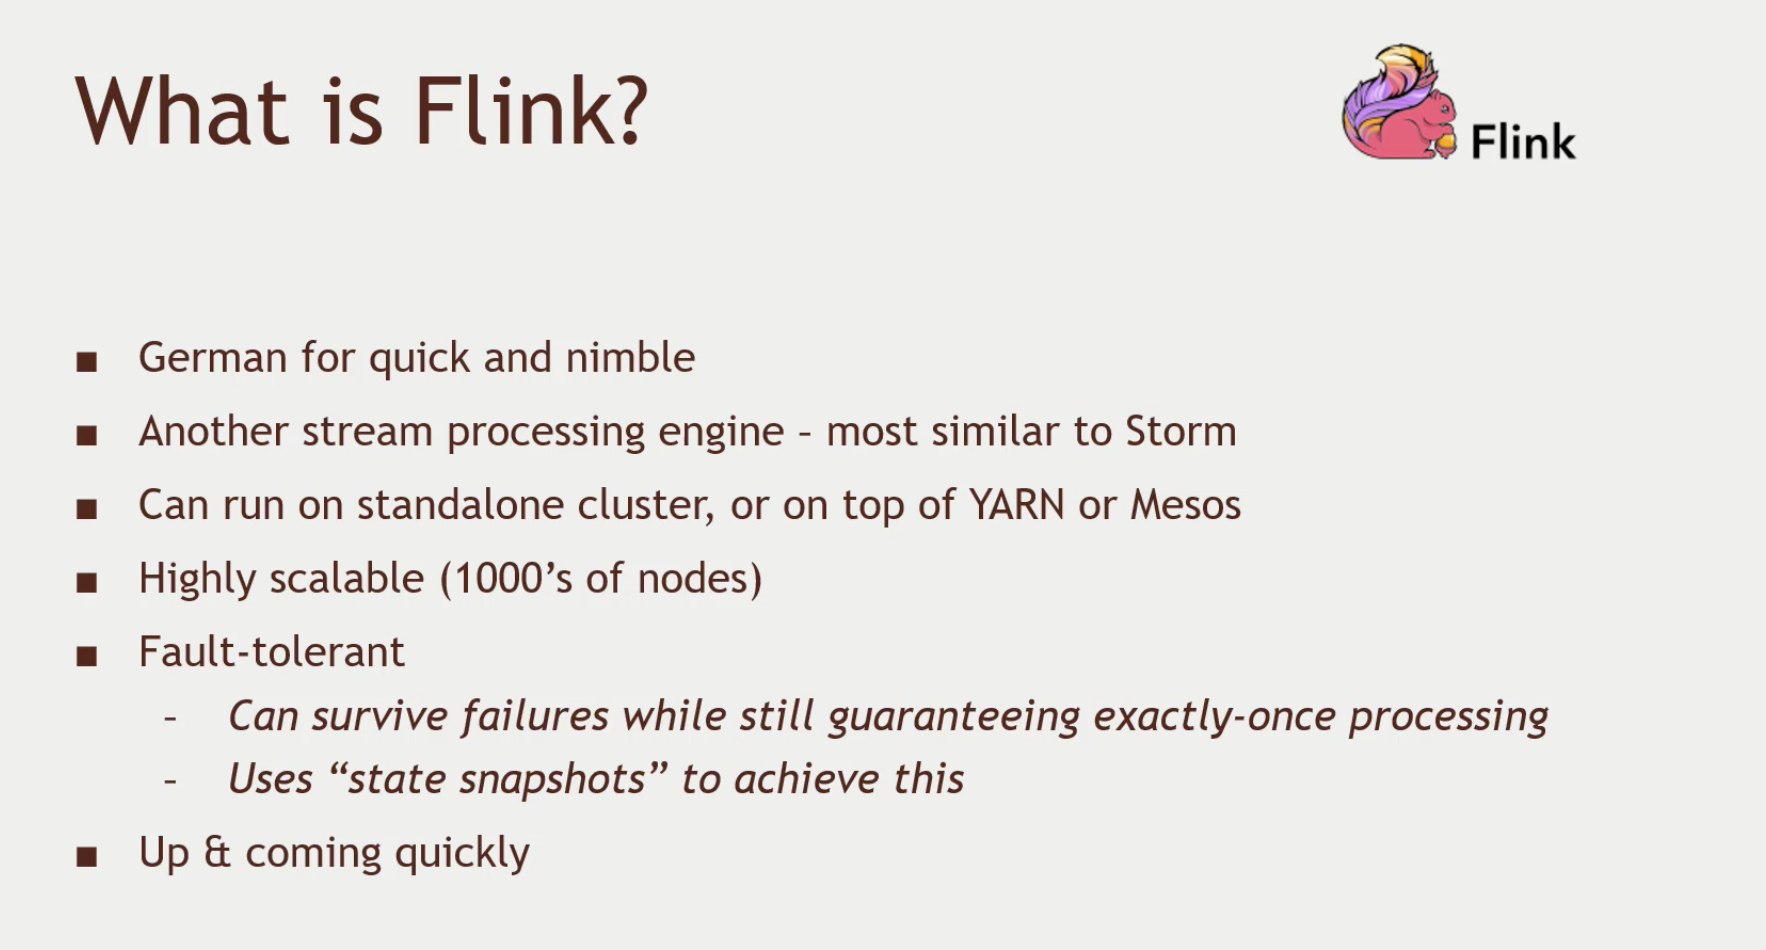 What is Flink?
Flink
■ German for quick and nimble
■ Another stream processing engine – most similar to Storm
■ Can run on standalone cluster, or on top of YARN or Mesos
■ Highly scalable (1000’s of nodes)
■ Fault-tolerant
– Can survive failures while still guaranteeing exactly-once processing
– Uses “state snapshots” to achieve this
■ Up & coming quickly